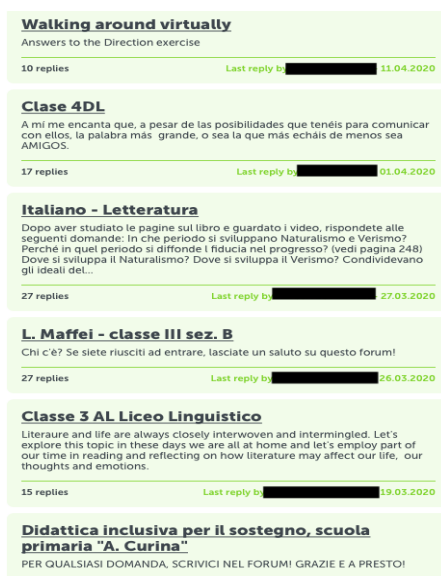 Walking around virtually
Answers to the Direction exercise
10 replies Last reply by 11.04.2020
Clase 4DL
A mí me encanta que, a pesar de las posibilidades que tenéis para comunicar
con ellos, la palabra más grande, o sea la que más echáis de menos sea
AMIGOS.
17 replies Last reply by 01.04.2020
Italiano - Letteratura
Dopo aver studiato le pagine sul libro e guardato i video, rispondete alle
seguenti domande: In che periodo si sviluppano Naturalismo e Verismo?
Perché in quel periodo si diffonde l fiducia nel progresso? (vedi pagina 248)
Dove si sviluppa il Naturalismo? Dove si sviluppa il Verismo? Condividevano
gli ideali del...
27 replies Last reply by 27.03.2020
L. Maffei - classe III sez. B
Chi c'è? Se siete riusciti ad entrare, lasciate un saluto su questo forum!
27 replies Last reply by 26.03.2020
Classe 3 AL Liceo Linguistico
Literaure and life are always closely interwoven and intermingled. Let's
explore this topic in these days we are all at home and let's employ part of
our time in reading and reflecting on how literature may affect our life, our
thoughts and emotions.
15 replies Last reply by 19.03.2020
Didattica inclusiva per il sostegno, scuola
primaria "A. Curina"
PER QUALSIASI DOMANDA, SCRIVICI NEL FORUM! GRAZIE E A PRESTO!